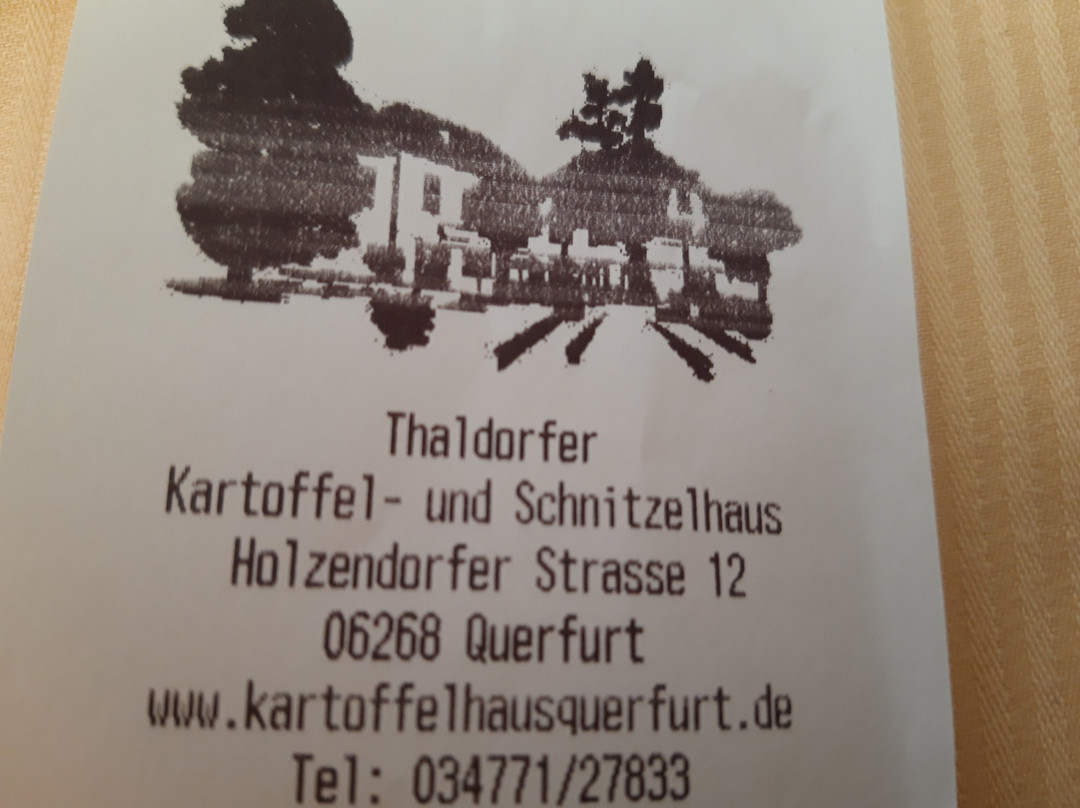 Thaldorfer
Kartoffel- und Schnitzelhaus
Holzendorfer Strasse 12
06268 Querfurt
www.kartoffelhausquerfurt.de
Tel: 034771/27833